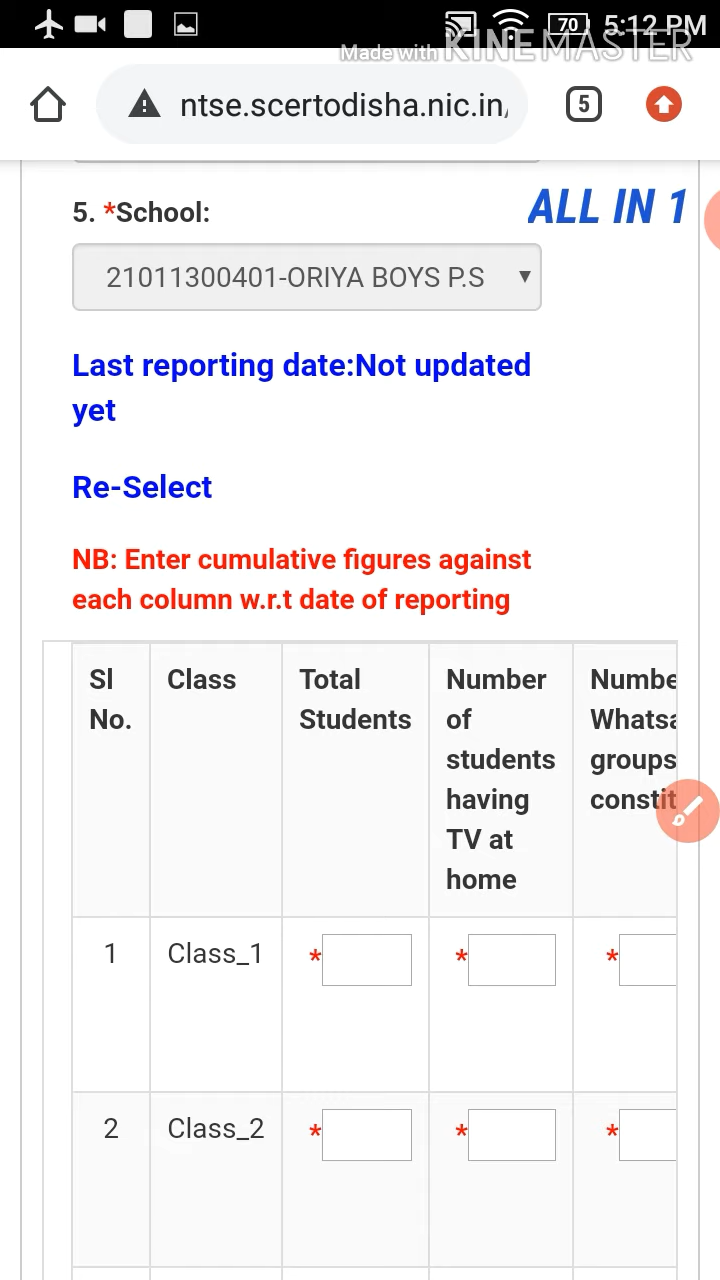 70 5:12 PM
Made with KINEMASTER
ntse.scertodisha.nic.in/
5
5. *School:
ALL IN 1
21011300401-ORIYA BOYS P.S
Last reporting date:Not updated
yet
Re-Select
NB: Enter cumulative figures against
each column w.r.t date of reporting
Sl No.
Class
Total Students
Number of students having TV at home
groups
1 Class_1 * * *
2 Class_2 * * *